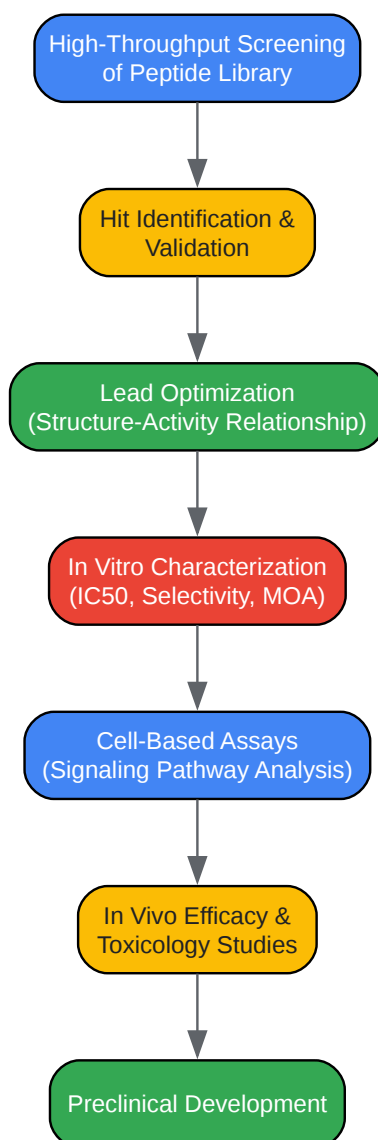 High-Throughput Screening
of Peptide Library
Hit Identification &
Validation
Lead Optimization
(Structure-Activity Relationship)
In Vitro Characterization
(IC50, Selectivity, MOA)
Cell-Based Assays
(Signaling Pathway Analysis)
In Vivo Efficacy &
Toxicology Studies
Preclinical Development